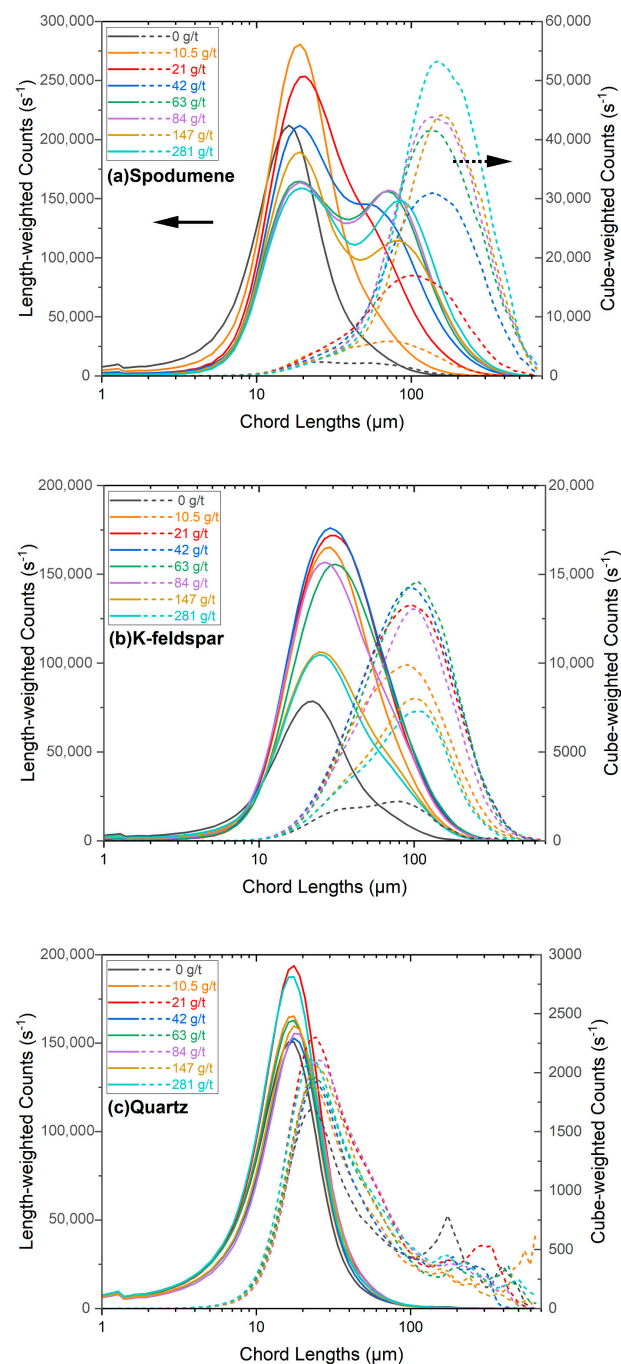 300,000
250,000
200,000
150,000
100,000
50,000
0
Length-weighted Counts (s⁻¹)
0 g/t
10.5 g/t
21 g/t
42 g/t
63 g/t
84 g/t
147 g/t
281 g/t
(a)Spodumene
60,000
50,000
40,000
30,000
20,000
10,000
0
Cube-weighted Counts (s⁻¹)
1 10 100
Chord Lengths (µm)
200,000
150,000
100,000
50,000
0
Length-weighted Counts (s⁻¹)
0 g/t
10.5 g/t
21 g/t
42 g/t
63 g/t
84 g/t
147 g/t
281 g/t
(b)K-feldspar
20,000
15,000
10,000
5000
0
Cube-weighted Counts (s⁻¹)
1 10 100
Chord Lengths (µm)
200,000
150,000
100,000
50,000
0
Length-weighted Counts (s⁻¹)
0 g/t
10.5 g/t
21 g/t
42 g/t
63 g/t
84 g/t
147 g/t
281 g/t
(c)Quartz
3000
2500
2000
1500
1000
500
0
Cube-weighted Counts (s⁻¹)
1 10 100
Chord Lengths (µm)